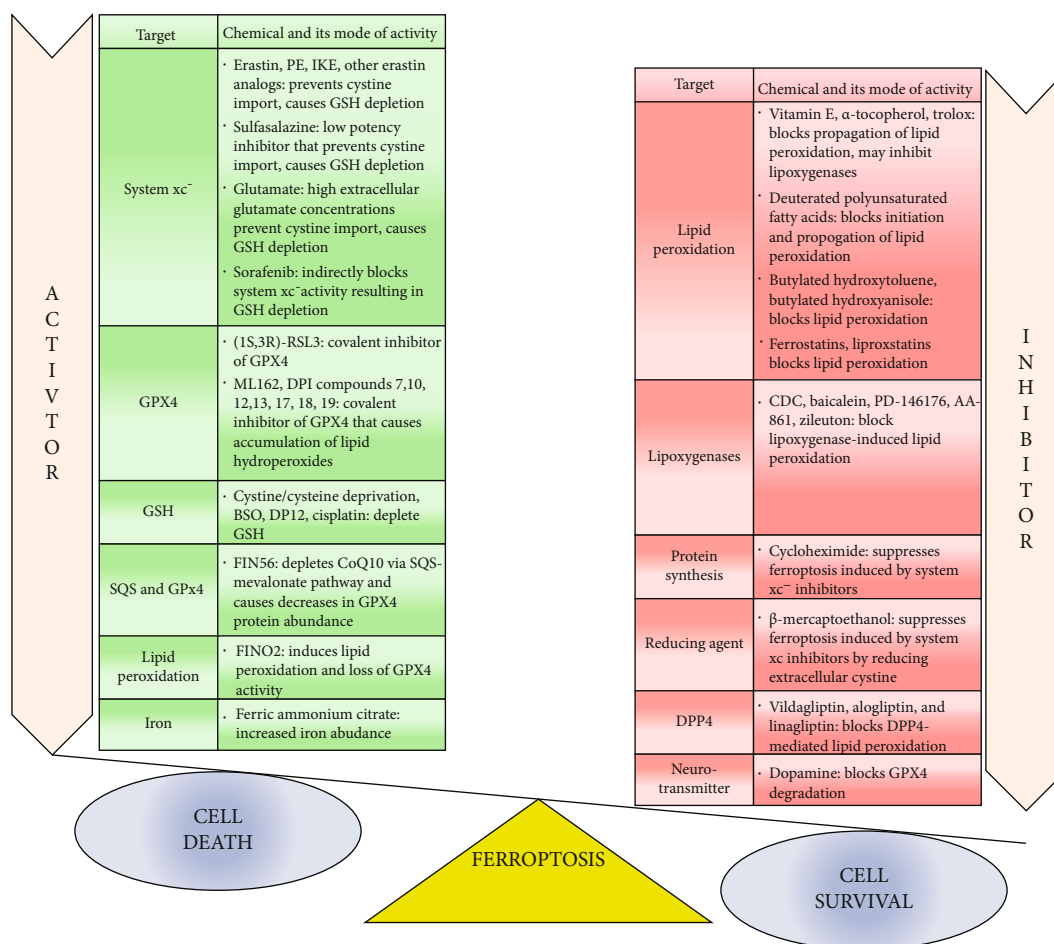 A
C
T
I
V
T
O
R
Target
Chemical and its mode of activity
System xc⁻
· Erastin, PE, IKE, other erastin
analogs: prevents cystine
import, causes GSH depletion
· Sulfasalazine: low potency
inhibitor that prevents cystine
import, causes GSH depletion
· Glutamate: high extracellular
glutamate concentrations
prevent cystine import, causes
GSH depletion
· Sorafenib: indirectly blocks
system xc⁻activity resulting in
GSH depletion
GPX4
· (1S,3R)-RSL3: covalent inhibitor
of GPX4
· ML162, DPI compounds 7,10,
12,13, 17, 18, 19: covalent
inhibitor of GPX4 that causes
accumulation of lipid
hydroperoxides
GSH
· Cystine/cysteine deprivation,
BSO, DP12, cisplatin: deplete
GSH
SQS and GPx4
· FIN56: depletes CoQ10 via SQS-
mevalonate pathway and
causes decreases in GPX4
protein abundance
Lipid
peroxidation
· FINO2: induces lipid
peroxidation and loss of GPX4
activity
Iron
· Ferric ammonium citrate:
increased iron abudance
Target
Chemical and its mode of activity
Lipid
peroxidation
· Vitamin E, α-tocopherol, trolox:
blocks propagation of lipid
peroxidation, may inhibit
lipoxygenases
· Deuterated polyunsaturated
fatty acids: blocks initiation
and propogation of lipid
peroxidation
· Butylated hydroxytoluene,
butylated hydroxyanisole:
blocks lipid peroxidation
· Ferrostatins, liproxstatins
blocks lipid peroxidation
Lipoxygenases
· CDC, baicalein, PD-146176, AA-
861, zileuton: block
lipoxygenase-induced lipid
peroxidation
Protein
synthesis
· Cycloheximide: suppresses
ferroptosis induced by system
xc⁻ inhibitors
Reducing agent
· β-mercaptoethanol: suppresses
ferroptosis induced by system
xc inhibitors by reducing
extracellular cystine
DPP4
· Vildagliptin, alogliptin, and
linagliptin: blocks DPP4-
mediated lipid peroxidation
Neuro-
transmitter
· Dopamine: blocks GPX4
degradation
I
N
H
I
B
I
T
O
R
CELL
DEATH
FERROPTOSIS
CELL
SURVIVAL